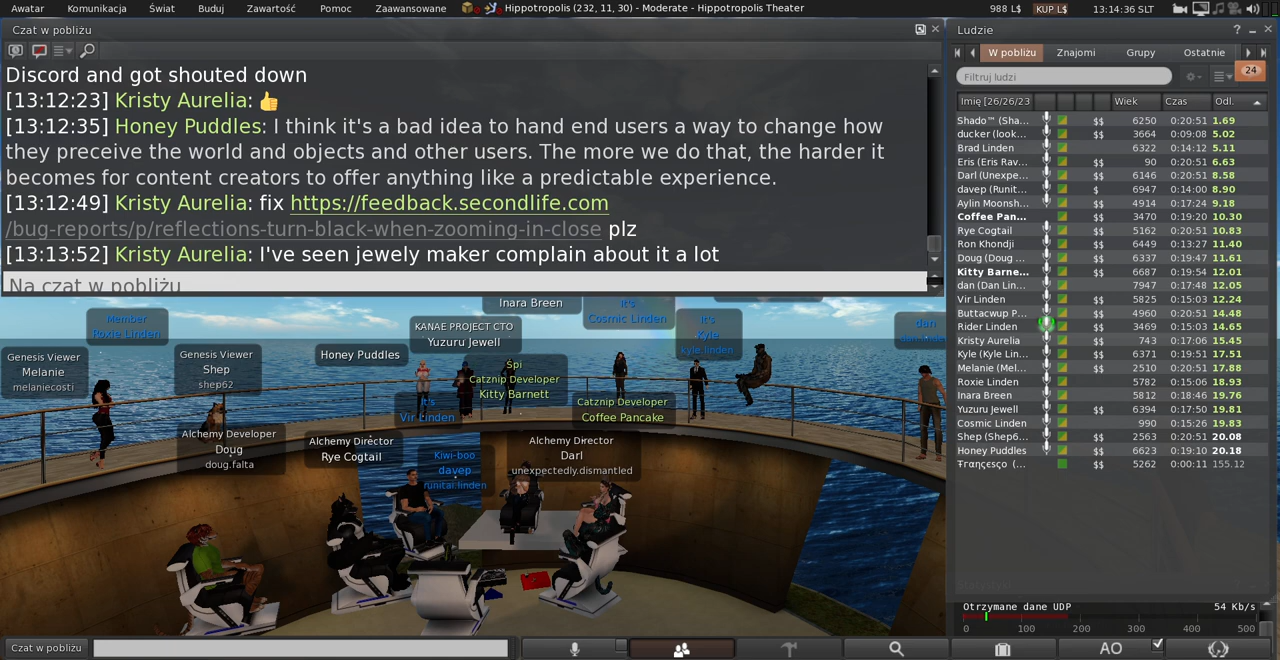 Awatar Komunikacja Świat Buduj Zawartość Pomoc Zaawansowane Hippotropolis (232, 11, 30) - Moderate - Hippotropolis Theater 988 L$ KUP L$ 13:14:36 SLT
Czat w pobliżu
Discord and got shouted down
[13:12:23] Kristy Aurelia: 👍
[13:12:35] Honey Puddles: I think it's a bad idea to hand end users a way to change how
they preceive the world and objects and other users. The more we do that, the harder it
becomes for content creators to offer anything like a predictable experience.
[13:12:49] Kristy Aurelia: fix https://feedback.secondlife.com
/bug-reports/p/reflections-turn-black-when-zooming-in-close plz
[13:13:52] Kristy Aurelia: I've seen jewely maker complain about it a lot
Na czat w pobliżu
Inara Breen
It's
Cosmic Linden
Member
Roxie Linden
KANAE PROJECT CTO
Yuzuru Jewell
It's
Kyle
kyle.linden
dan
dan.linden
Genesis Viewer
Melanie
melaniecosti
Genesis Viewer
Shep
shep62
Honey Puddles
Spi
Catznip Developer
Kitty Barnett
It's
Vir Linden
Catznip Developer
Coffee Pancake
Alchemy Developer
Doug
doug.falta
Alchemy Director
Rye Cogtail
Kiwi-boo
davep
runitai.linden
Alchemy Director
Darl
unexpectedly.dismantled
Ludzie
W pobliżu Znajomi Grupy Ostatnie
Filtruj ludzi 24
Imię [26/26/23 Wiek Czas Odl.
Shado™ (Sha... $$ 6250 0:20:51 1.69
ducker (look... $$ 3664 0:09:08 5.02
Brad Linden 6322 0:14:12 5.11
Eris (Eris Rav... $$ 90 0:20:51 6.63
Darl (Unexpe... $$ 6146 0:20:51 8.58
davep (Runit... $ 6947 0:14:00 8.90
Aylin Moonsh... $$ 4914 0:17:24 9.18
Coffee Pan... $$ 3470 0:19:20 10.30
Rye Cogtail $$ 5162 0:20:51 10.83
Ron Khondji $$ 6449 0:13:27 11.40
Doug (Doug ... $$ 6337 0:19:47 11.61
Kitty Barne... $$ 6687 0:19:54 12.01
dan (Dan Lin... 7947 0:17:48 12.05
Vir Linden $$ 5825 0:15:03 12.24
Buttacwup P... $$ 4960 0:20:51 14.48
Rider Linden $$ 3469 0:15:03 14.65
Kristy Aurelia $$ 743 0:17:06 15.45
Kyle (Kyle Lin... $$ 6371 0:19:51 17.51
Melanie (Mel... $$ 2510 0:20:51 17.88
Roxie Linden 5782 0:15:06 18.93
Inara Breen 5812 0:18:46 19.76
Yuzuru Jewell $$ 6394 0:17:50 19.81
Cosmic Linden 990 0:15:26 19.83
Shep (Shep6... $$ 2563 0:20:51 20.08
Honey Puddles $$ 6623 0:19:10 20.18
Ŧrançesço (... $$ 5262 0:00:11 155.12
Otrzymane dane UDP 54 Kb/s
0 100 200 300 400 500
Czat w pobliżu AO